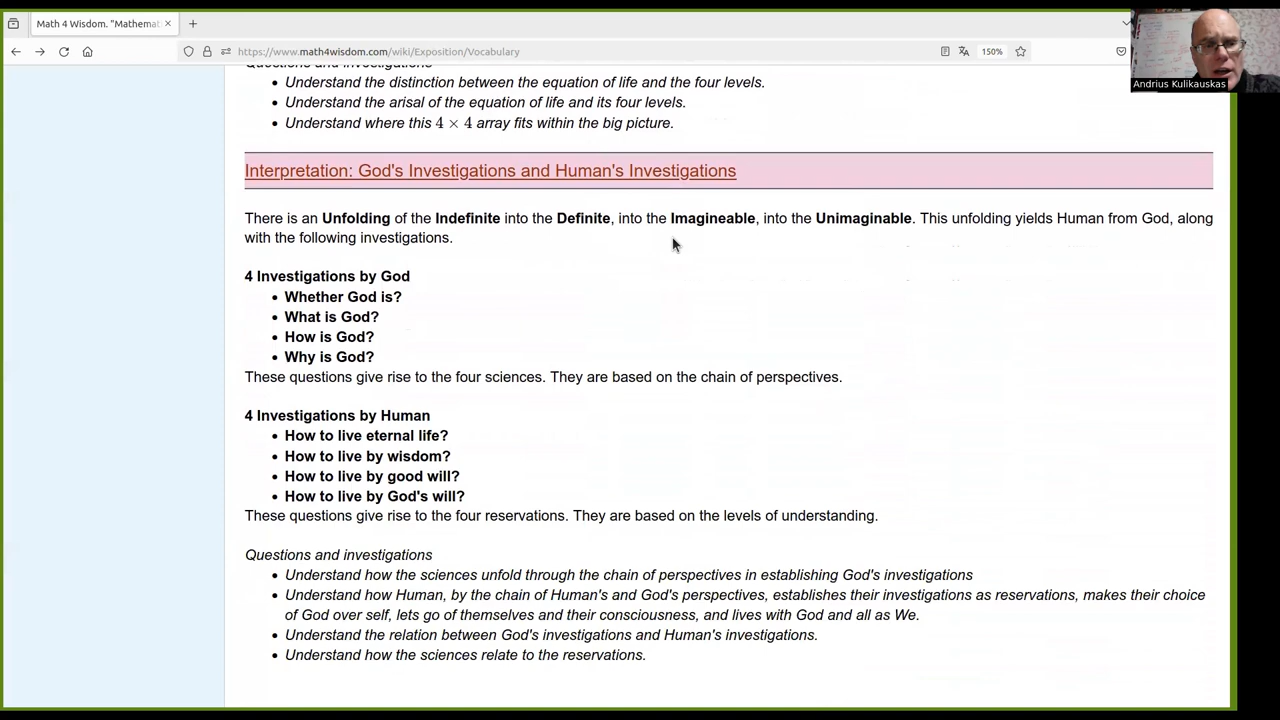 Math 4 Wisdom. "Mathemat
https://www.math4wisdom.com/wiki/Exposition/Vocabulary
150%
Andrius Kulikauskas
Questions and investigations
Understand the distinction between the equation of life and the four levels.
Understand the arisal of the equation of life and its four levels.
Understand where this 4 × 4 array fits within the big picture.
Interpretation: God's Investigations and Human's Investigations
There is an Unfolding of the Indefinite into the Definite, into the Imagineable, into the Unimaginable. This unfolding yields Human from God, along
with the following investigations.
4 Investigations by God
Whether God is?
What is God?
How is God?
Why is God?
These questions give rise to the four sciences. They are based on the chain of perspectives.
4 Investigations by Human
How to live eternal life?
How to live by wisdom?
How to live by good will?
How to live by God's will?
These questions give rise to the four reservations. They are based on the levels of understanding.
Questions and investigations
Understand how the sciences unfold through the chain of perspectives in establishing God's investigations
Understand how Human, by the chain of Human's and God's perspectives, establishes their investigations as reservations, makes their choice
of God over self, lets go of themselves and their consciousness, and lives with God and all as We.
Understand the relation between God's investigations and Human's investigations.
Understand how the sciences relate to the reservations.